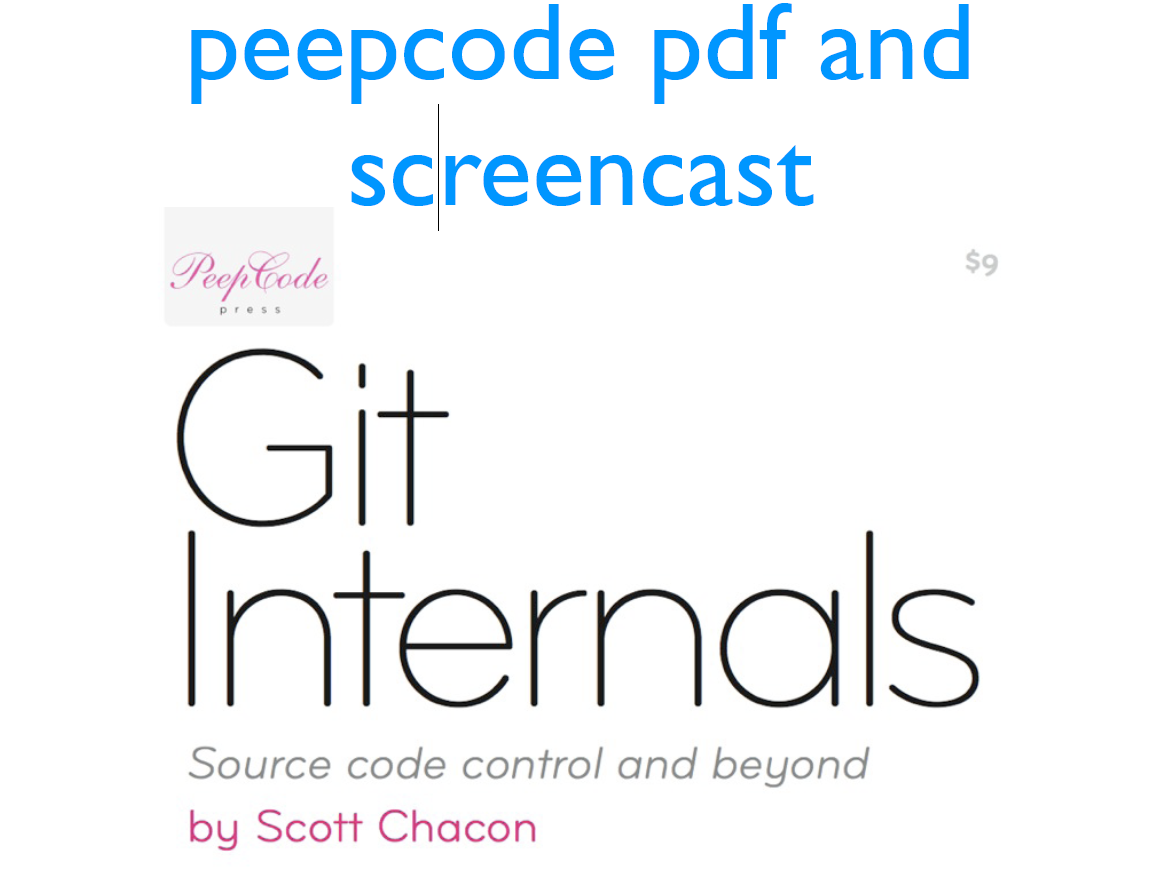 peepcode pdf and
screencast
PeepCode
press
$9
Git
Internals
Source code control and beyond
by Scott Chacon